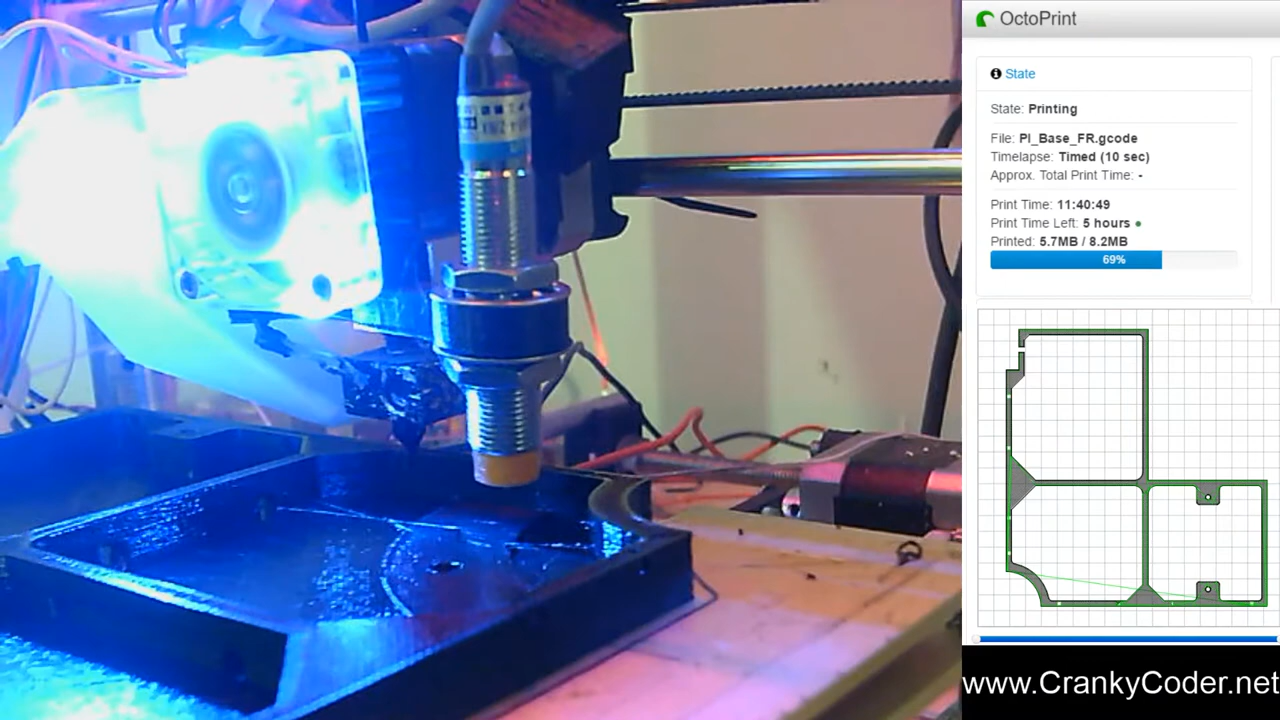 OctoPrint
State
State: Printing
File: PI_Base_FR.gcode
Timelapse: Timed (10 sec)
Approx. Total Print Time: -
Print Time: 11:40:49
Print Time Left: 5 hours
Printed: 5.7MB / 8.2MB
69%
www.CrankyCoder.net